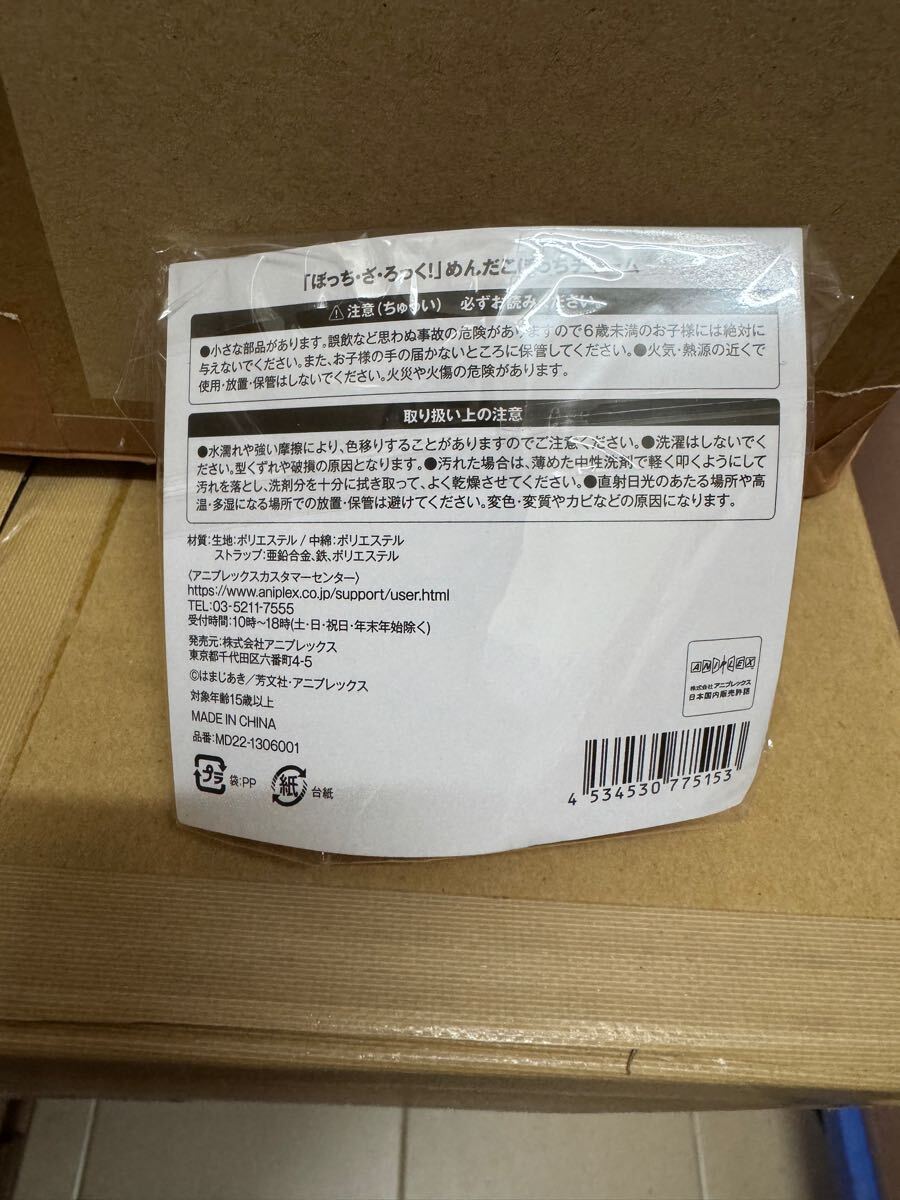 「ぼっち・ざ・ろっく!」めんだこぼっちチャーム
⚠注意(ちゅうい) 必ずお読みください
●小さな部品があります。誤飲など思わぬ事故の危険がありますので6歳未満のお子様には絶対に
与えないでください。また、お子様の手の届かないところに保管してください。●火気・熱源の近くで
使用・放置・保管はしないでください。火災や火傷の危険があります。
取り扱い上の注意
●水濡れや強い摩擦により、色移りすることがありますのでご注意ください。●洗濯はしないでく
ださい。型くずれや破損の原因となります。●汚れた場合は、薄めた中性洗剤で軽く叩くようにして
汚れを落とし、洗剤分を十分に拭き取って、よく乾燥させてください。●直射日光のあたる場所や高
温・多湿になる場所での放置・保管は避けてください。変色・変質やカビなどの原因になります。
材質:生地:ポリエステル / 中綿:ポリエステル
ストラップ:亜鉛合金、鉄、ポリエステル
〈アニプレックスカスタマーセンター〉
https://www.aniplex.co.jp/support/user.html
TEL:03-5211-7555
受付時間:10時〜18時(土・日・祝日・年末年始除く)
発売元:株式会社アニプレックス
東京都千代田区六番町4-5
©はまじあき/芳文社・アニプレックス
対象年齢15歳以上
MADE IN CHINA
品番:MD22-1306001
プラ 袋:PP 紙 台紙
ANIPLEX
株式会社アニプレックス
日本国内販売許諾
4 534530 775153